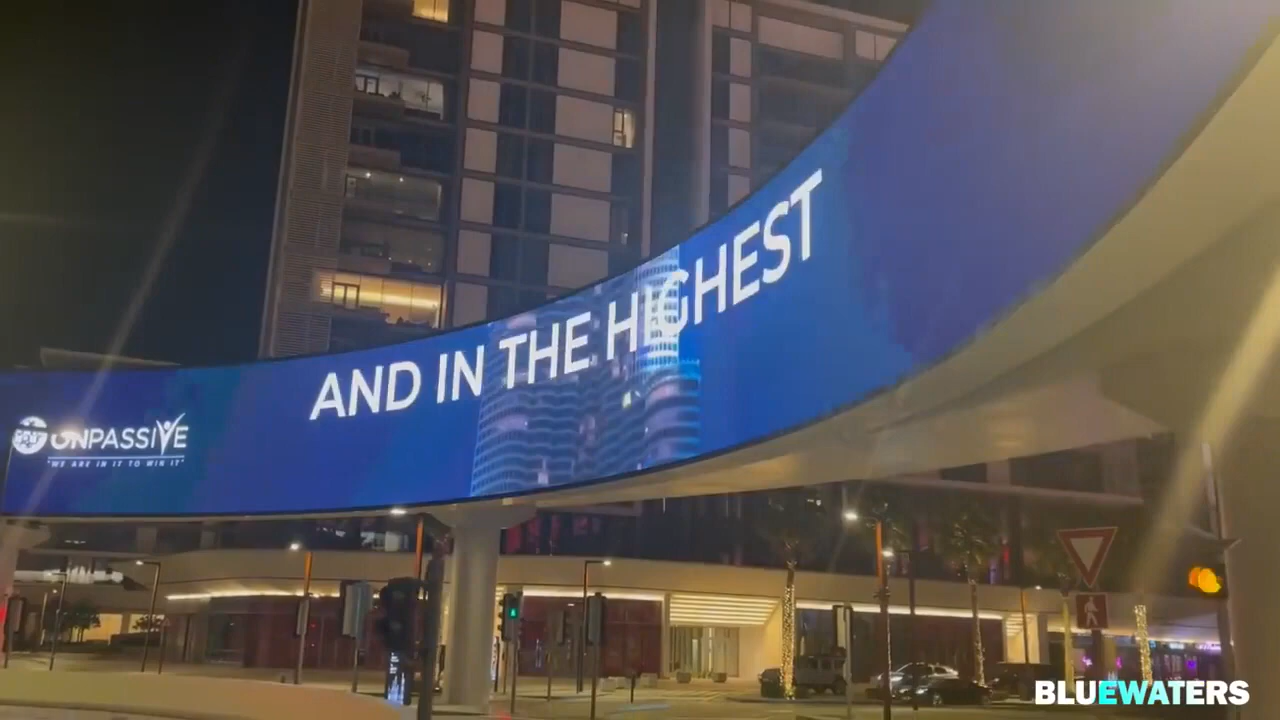 AND IN THE HIGHEST
ONPASSIVE
"WE ARE IN IT TO WIN IT"
BLUEWATERS